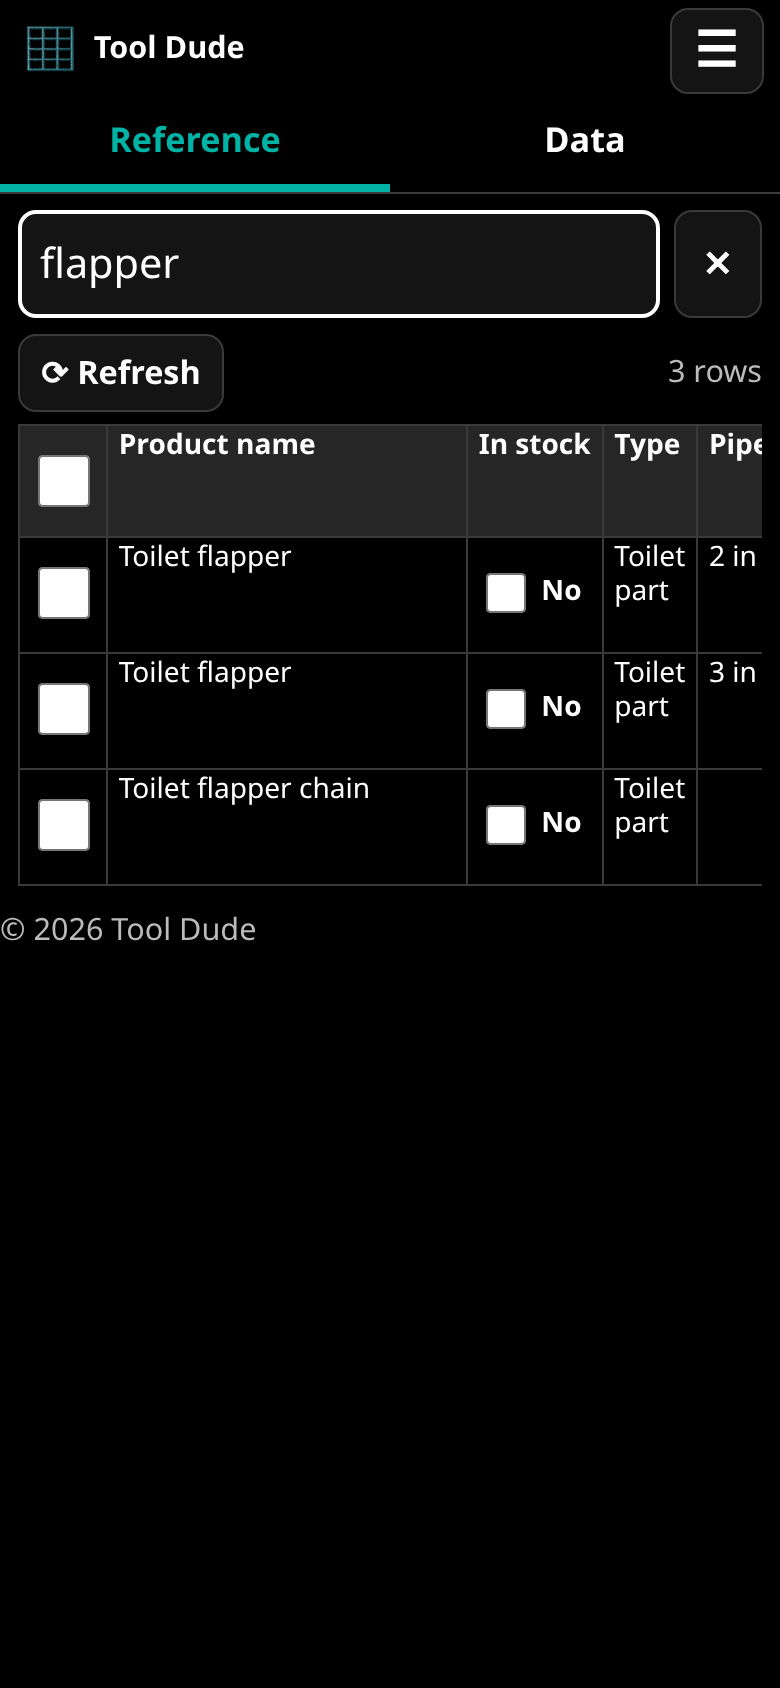 Tool Dude
☰
Reference Data
flapper
×
⟳ Refresh 3 rows
Product name In stock Type Pipe
Toilet flapper No Toilet part 2 in
Toilet flapper No Toilet part 3 in
Toilet flapper chain No Toilet part
© 2026 Tool Dude